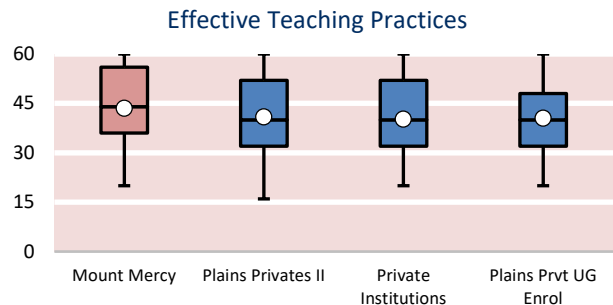 Effective Teaching Practices
60
45
30
15
0
Mount Mercy
Plains Privates II
Private
Institutions
Plains Prvt UG
Enrol